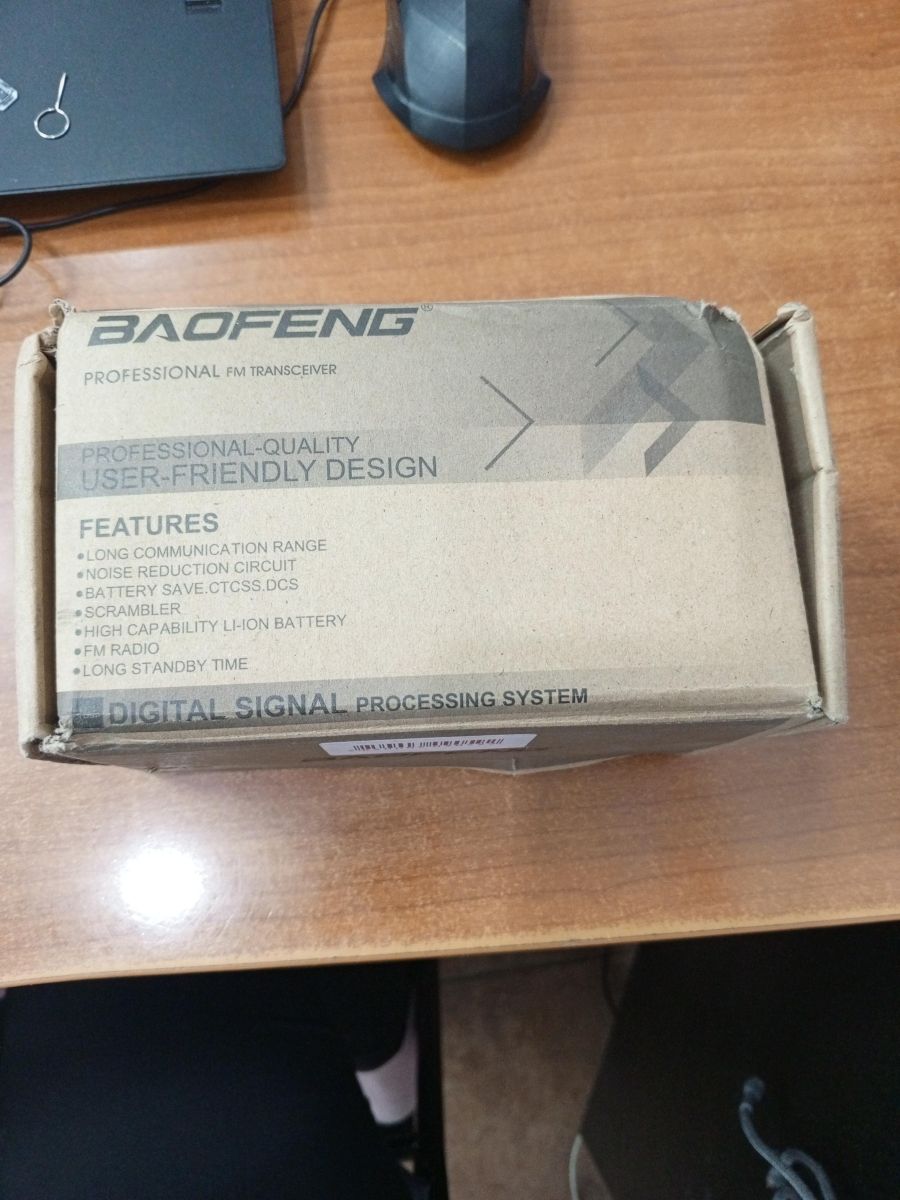 BAOFENG®
PROFESSIONAL FM TRANSCEIVER
PROFESSIONAL-QUALITY
USER-FRIENDLY DESIGN
FEATURES
•LONG COMMUNICATION RANGE
•NOISE REDUCTION CIRCUIT
•BATTERY SAVE.CTCSS.DCS
•SCRAMBLER
•HIGH CAPABILITY LI-ION BATTERY
•FM RADIO
•LONG STANDBY TIME
DIGITAL SIGNAL PROCESSING SYSTEM